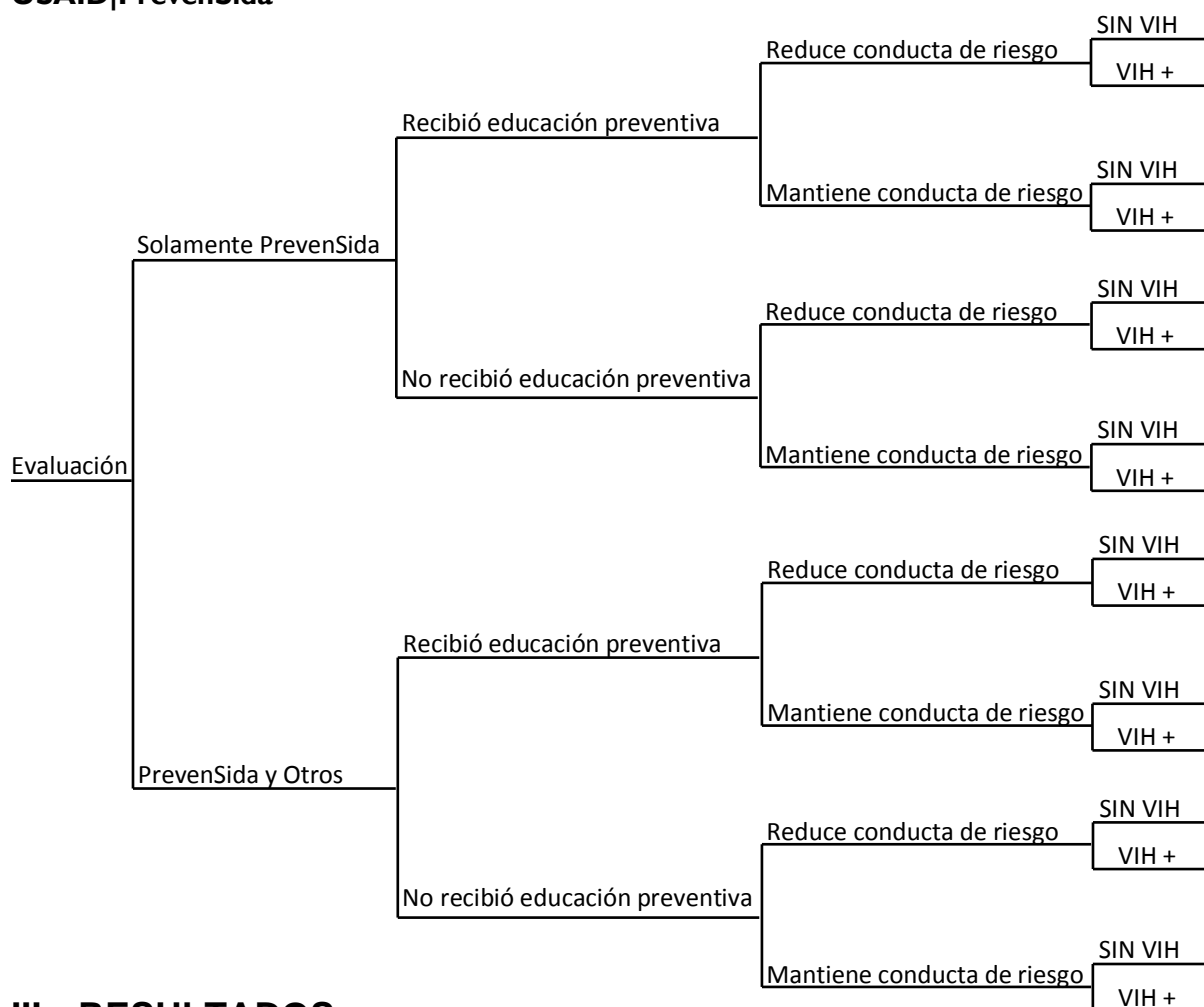 USAID|PrevenSida
SIN VIH
Reduce conducta de riesgo
VIH +
Recibió educación preventiva
SIN VIH
Mantiene conducta de riesgo
VIH +
Solamente PrevenSida
SIN VIH
Reduce conducta de riesgo
VIH +
No recibió educación preventiva
SIN VIH
Mantiene conducta de riesgo
VIH +
Evaluación
SIN VIH
Reduce conducta de riesgo
VIH +
Recibió educación preventiva
SIN VIH
Mantiene conducta de riesgo
VIH +
PrevenSida y Otros
SIN VIH
Reduce conducta de riesgo
VIH +
No recibió educación preventiva
SIN VIH
Mantiene conducta de riesgo
VIH +
RESULTADOS